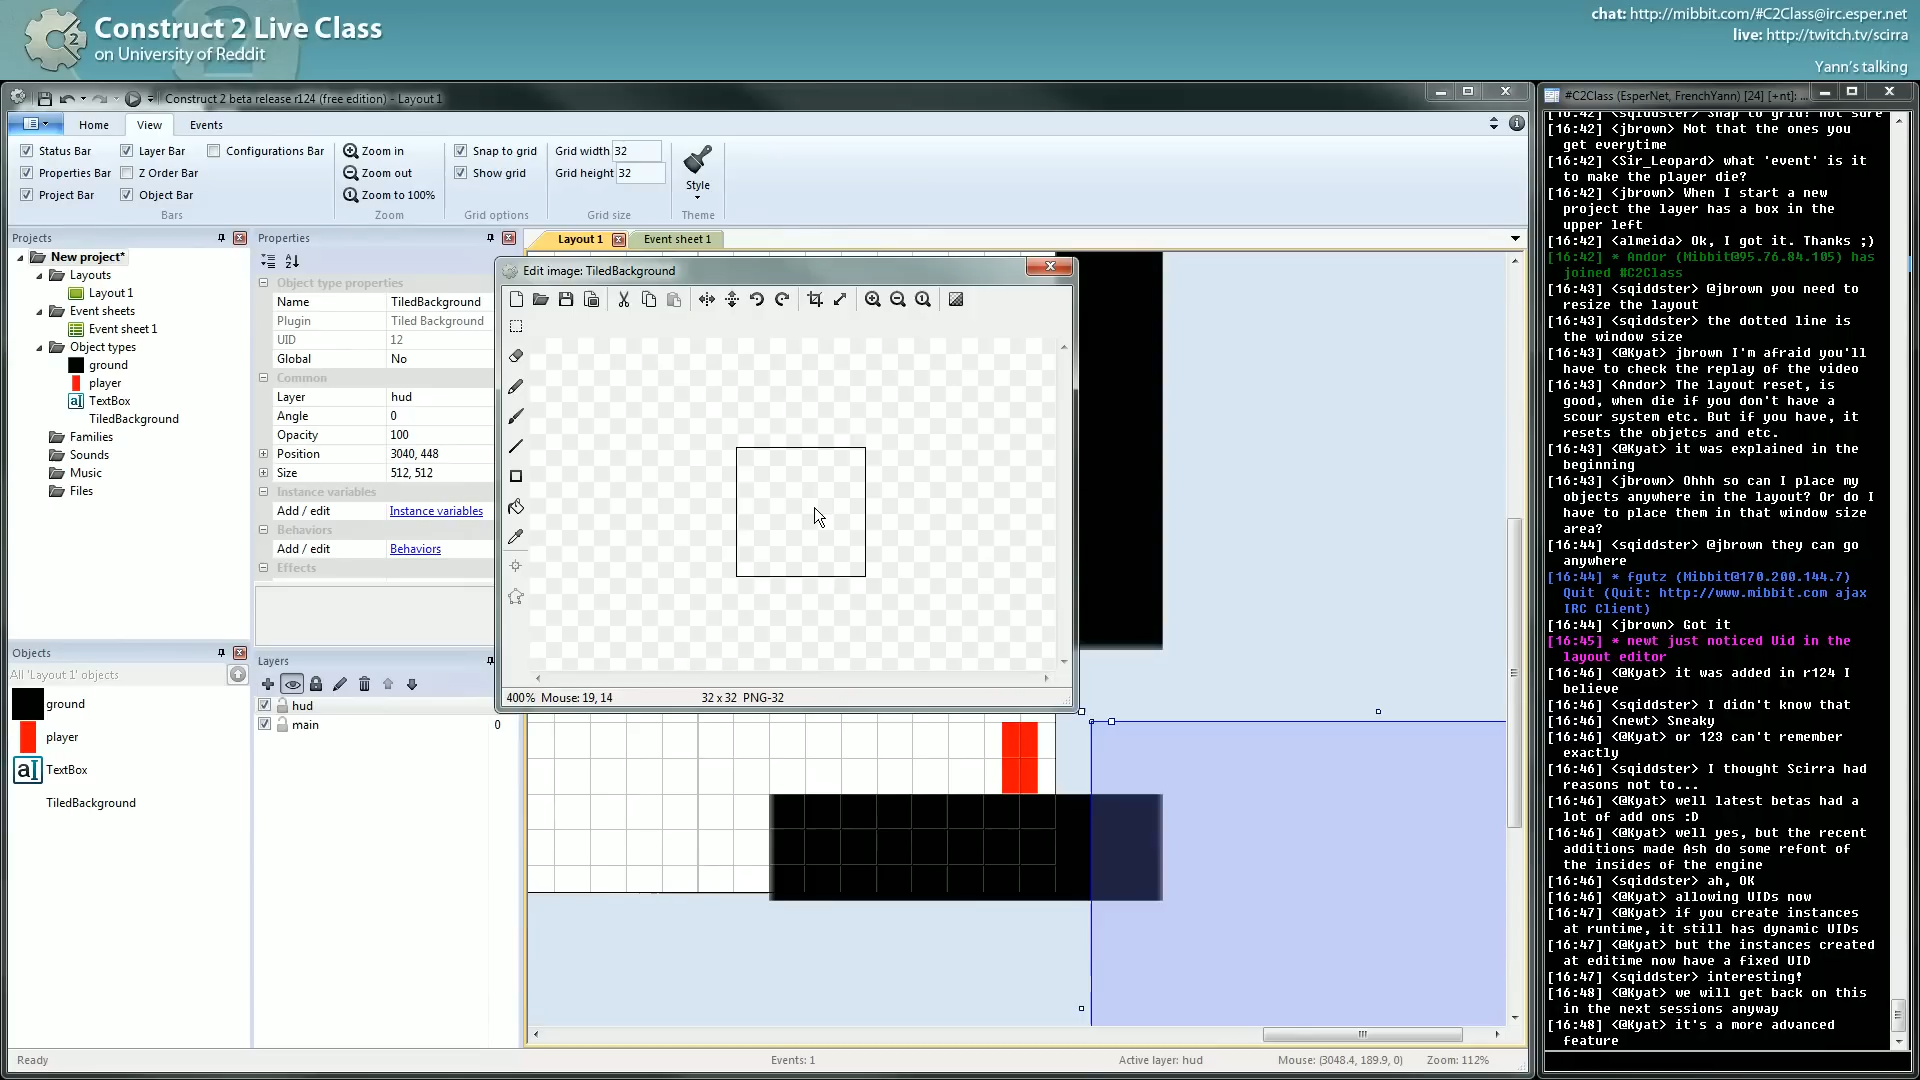 Construct 2 Live Class
on University of Reddit
chat: http://mibbit.com/#C2Class@irc.esper.net
live: http://twitch.tv/scirra
Yann's talking
Construct 2 beta release r124 (free edition) - Layout 1
Home
View
Events
Status Bar
Layer Bar
Configurations Bar
Properties Bar
Z Order Bar
Project Bar
Object Bar
Bars
Zoom in
Zoom out
Zoom to 100%
Zoom
Snap to grid
Show grid
Grid options
Grid width 32
Grid height 32
Grid size
Style
Theme
Projects
New project*
Layouts
Layout 1
Event sheets
Event sheet 1
Object types
ground
player
TextBox
TiledBackground
Families
Sounds
Music
Files
Properties
Object type properties
Name TiledBackground
Plugin Tiled Background
UID 12
Global No
Common
Layer hud
Angle 0
Opacity 100
Position 3040, 448
Size 512, 512
Instance variables
Add / edit Instance variables
Behaviors
Add / edit Behaviors
Effects
Layout 1
Event sheet 1
Edit image: TiledBackground
400% Mouse: 19, 14
32 x 32 PNG-32
Objects
All 'Layout 1' objects
ground
player
TextBox
TiledBackground
Layers
hud
main 0
Ready
Events: 1
Active layer: hud
Mouse: (3048.4, 189.9, 0)
Zoom: 112%
#C2Class (EsperNet, FrenchYann) [24] [+nt]: ...
[16:42] <sqiddster> Snap to grid? not sure
[16:42] <jbrown> Not that the ones you
get everytime
[16:42] <Sir_Leopard> what 'event' is it
to make the player die?
[16:42] <jbrown> When I start a new
project the layer has a box in the
upper left
[16:42] <almeida> Ok, I got it. Thanks ;)
[16:42] * Andor (Mibbit@95.76.84.105) has
joined #C2Class
[16:43] <sqiddster> @jbrown you need to
resize the layout
[16:43] <sqiddster> the dotted line is
the window size
[16:43] <@Kyat> jbrown I'm afraid you'll
have to check the replay of the video
[16:43] <Andor> The layout reset, is
good, when die if you don't have a
scour system etc. But if you have, it
resets the objetcs and etc.
[16:43] <@Kyat> it was explained in the
beginning
[16:43] <jbrown> Ohhh so can I place my
objects anywhere in the layout? Or do I
have to place them in that window size
area?
[16:44] <sqiddster> @jbrown they can go
anywhere
[16:44] * fgutz (Mibbit@170.200.144.7)
Quit (Quit: http://www.mibbit.com ajax
IRC Client)
[16:44] <jbrown> Got it
[16:45] * newt just noticed Uid in the
layout editor
[16:46] <@Kyat> it was added in r124 I
believe
[16:46] <sqiddster> I didn't know that
[16:46] <newt> Sneaky
[16:46] <@Kyat> or 123 can't remember
exactly
[16:46] <sqiddster> I thought Scirra had
reasons not to...
[16:46] <@Kyat> well latest betas had a
lot of add ons :D
[16:46] <@Kyat> well yes, but the recent
additions made Ash do some refont of
the insides of the engine
[16:46] <sqiddster> ah, OK
[16:46] <@Kyat> allowing UIDs now
[16:47] <@Kyat> if you create instances
at runtime, it still has dynamic UIDs
[16:47] <@Kyat> but the instances created
at editime now have a fixed UID
[16:47] <sqiddster> interesting!
[16:48] <@Kyat> we will get back on this
in the next sessions anyway
[16:48] <@Kyat> it's a more advanced
feature